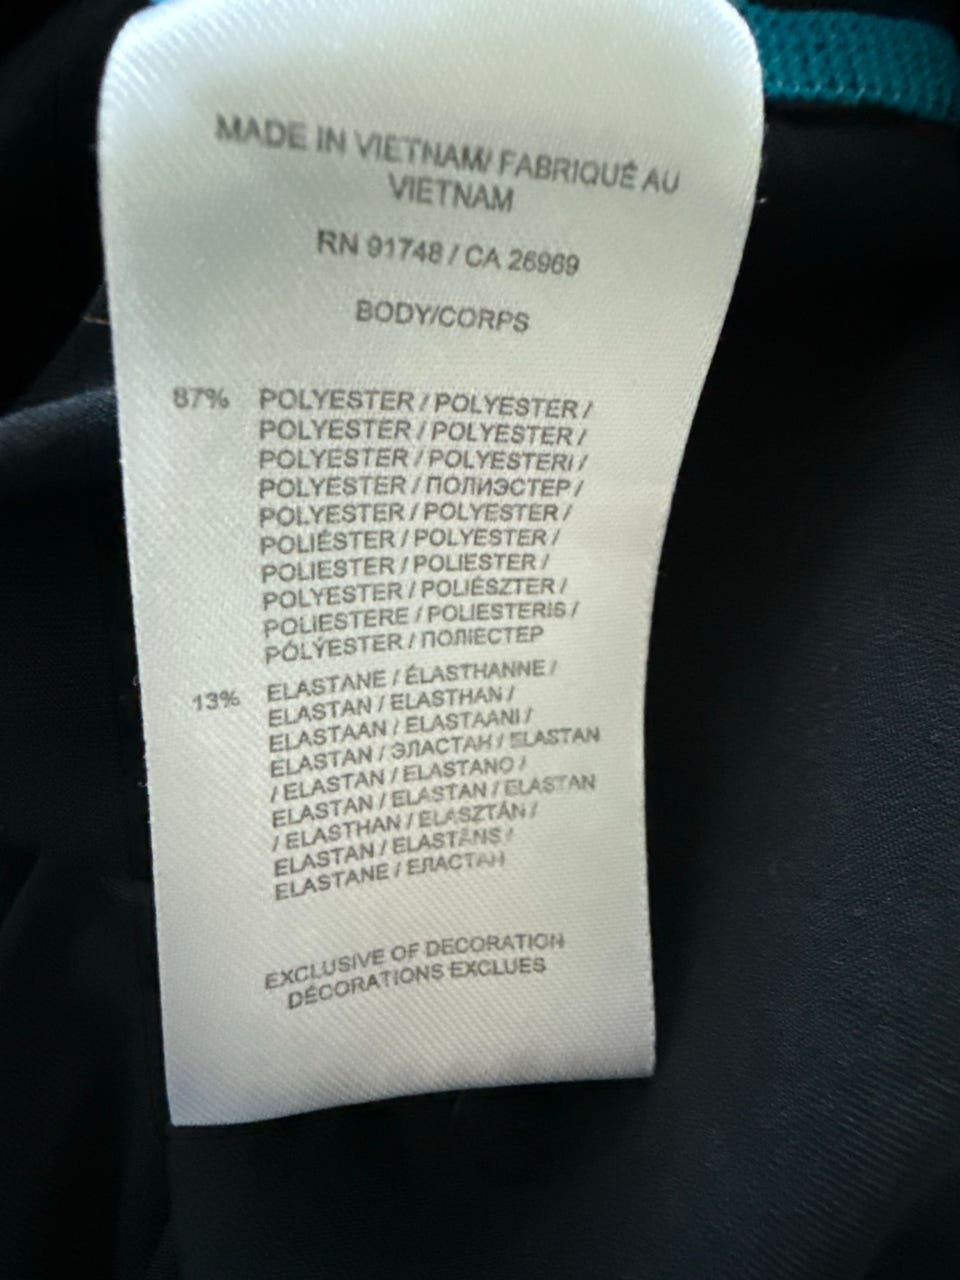 MADE IN VIETNAM/ FABRIQUÉ AU
VIETNAM
RN 91748 / CA 26969
BODY/CORPS
87% POLYESTER / POLYESTER /
POLYESTER / POLYESTER /
POLYESTER / POLYESTERI /
POLYESTER / ПОЛИЭСТЕР /
POLYESTER / POLYESTER /
POLIÉSTER / POLYESTER /
POLIESTER / POLIESTER /
POLYESTER / POLIÉSZTER /
POLIESTERE / POLIESTERIS /
PÓLÝESTER / ПОЛІЕСТЕР
13% ELASTANE / ÉLASTHANNE /
ELASTAN / ELASTHAN /
ELASTAAN / ELASTAANI /
ELASTAN / ЭЛАСТАН / ELASTAN
/ ELASTAN / ELASTANO /
ELASTAN / ELASTAN / ELASTAN
/ ELASTHAN / ELASZTÁN /
ELASTAN / ELASTĀNS /
ELASTANE / ЕЛАСТАН
EXCLUSIVE OF DECORATION
DÉCORATIONS EXCLUES